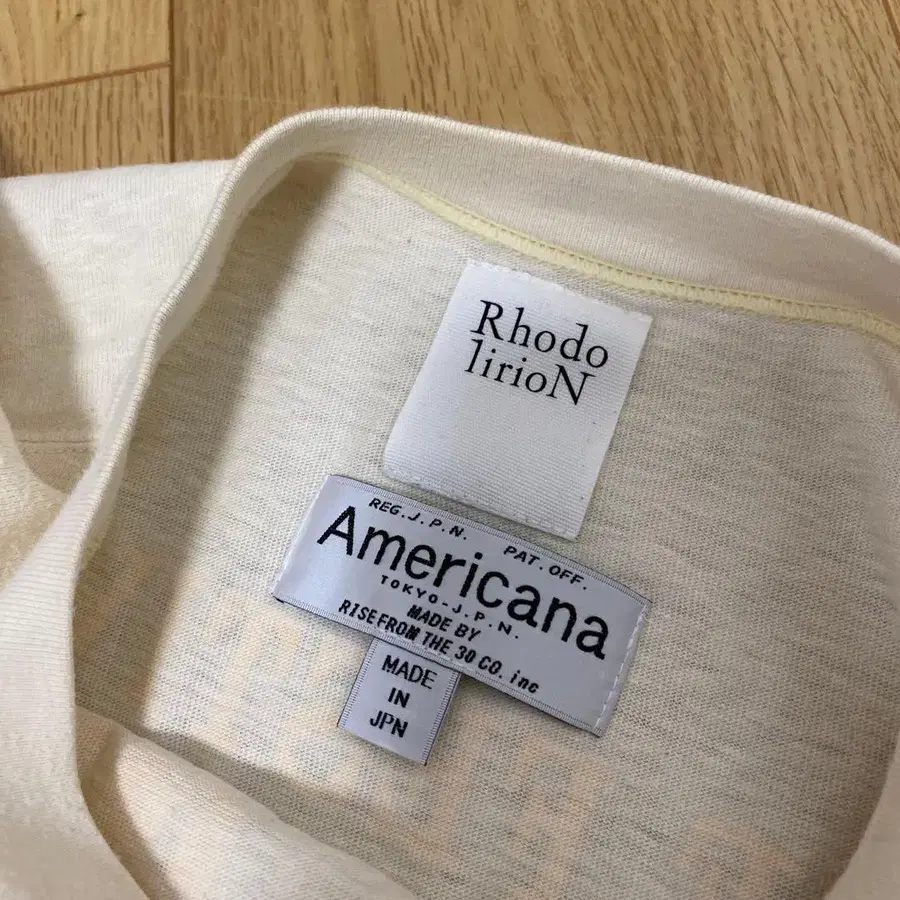 Rhodo
lirioN
REG.J.P.N. PAT.OFF.
Americana
TOKYO-J.P.N.
MADE BY
RISE FROM THE 30 CO. inc
MADE
IN
JPN